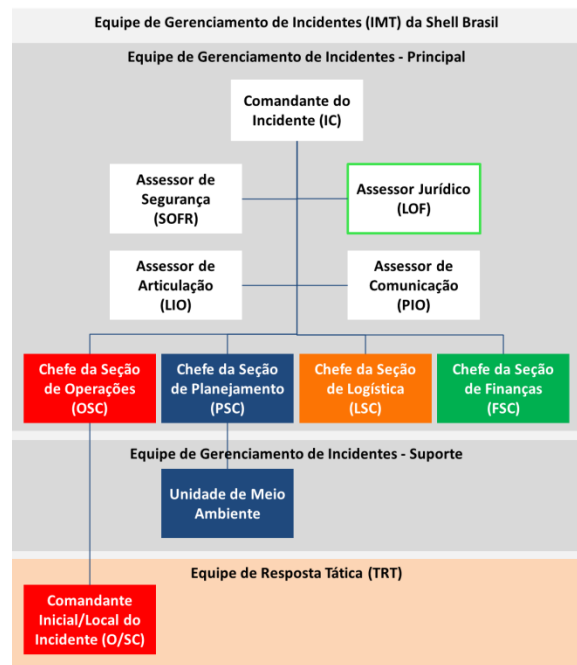 Equipe de Gerenciamento de Incidentes (IMT) da Shell Brasil
Equipe de Gerenciamento de Incidentes - Principal
Comandante do
Incidente (IC)
Assessor de
Segurança
(SOFR)
Assessor Jurídico
(LOF)
Assessor de
Articulação
(LIO)
Assessor de
Comunicação
(PIO)
Chefe da Seção
de Operações
(OSC)
Chefe da Seção
de Planejamento
(PSC)
Chefe da Seção
de Logística
(LSC)
Chefe da Seção
de Finanças
(FSC)
Equipe de Gerenciamento de Incidentes - Suporte
Unidade de Meio
Ambiente
Equipe de Resposta Tática (TRT)
Comandante
Inicial/Local do
Incidente (O/SC)